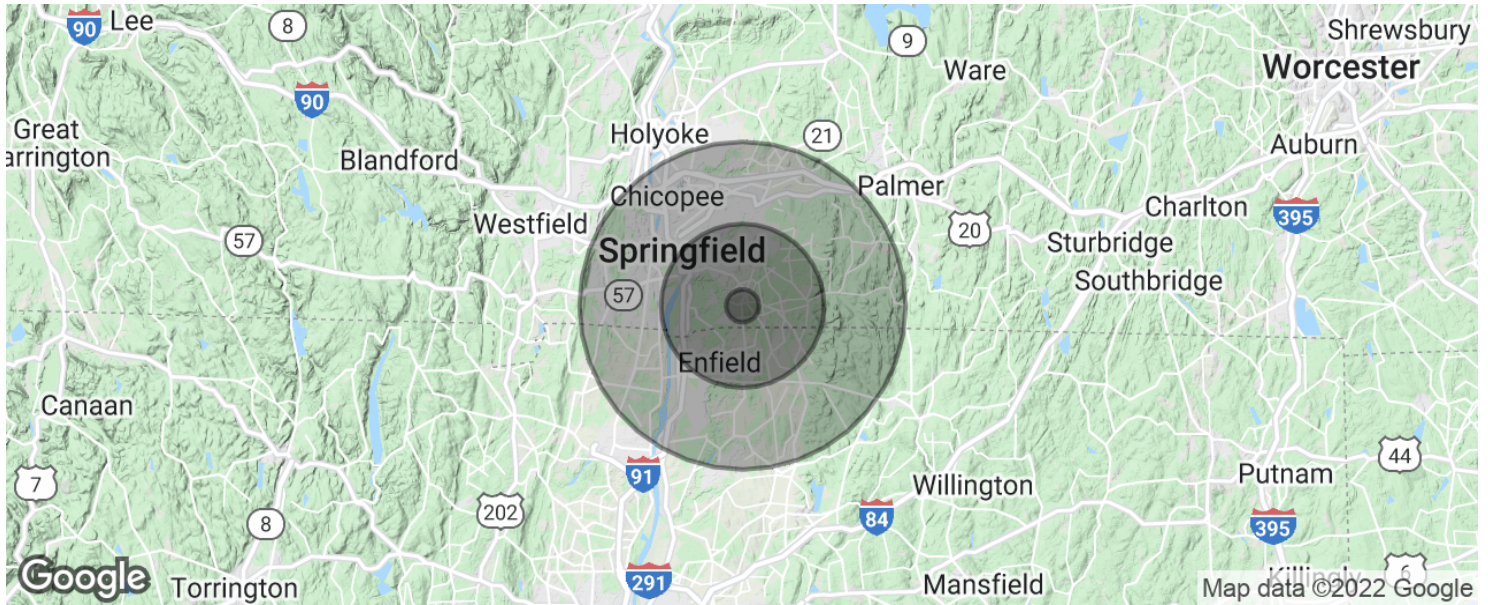 90
Lee
8
9
Shrewsbury
Ware
Worcester
90
Great
arrington
Blandford
Holyoke
21
Auburn
Chicopee
Palmer
Westfield
Charlton
395
57
20
Springfield
Sturbridge
57
Southbridge
Enfield
Canaan
7
91
44
Putnam
Willington
202
8
84
395
Google
Torrington
291
Mansfield
Killingly
6
Map data ©2022 Google